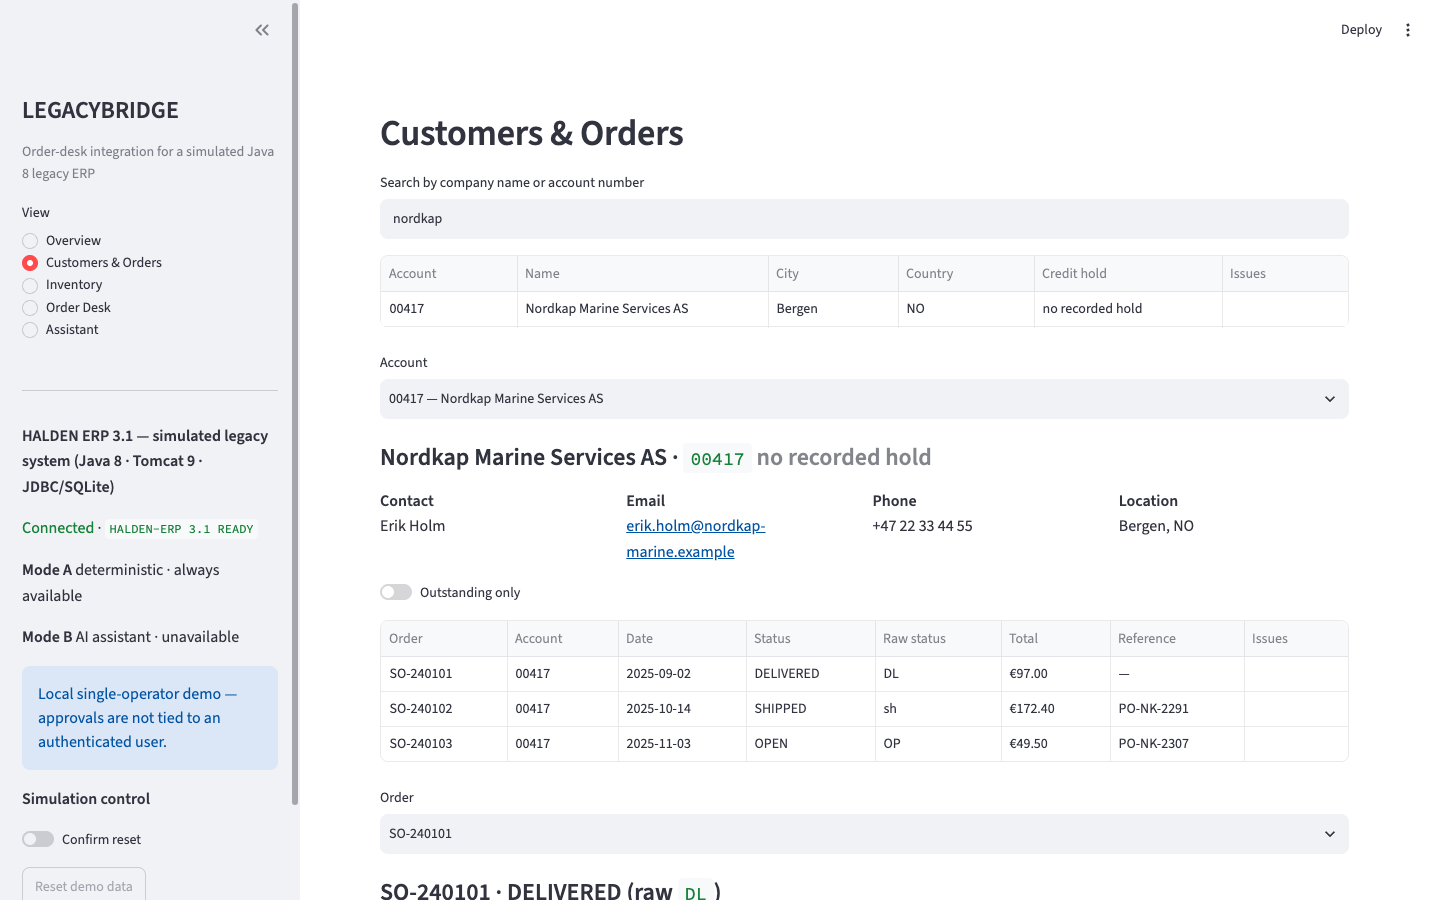 Deploy
LEGACYBRIDGE
Order-desk integration for a simulated Java
8 legacy ERP
View
Overview
Customers & Orders
Inventory
Order Desk
Assistant
HALDEN ERP 3.1 — simulated legacy
system (Java 8 · Tomcat 9 ·
JDBC/SQLite)
Connected · HALDEN-ERP 3.1 READY
Mode A deterministic · always
available
Mode B AI assistant · unavailable
Local single-operator demo —
approvals are not tied to an
authenticated user.
Simulation control
Confirm reset
Reset demo data
Customers & Orders
Search by company name or account number
nordkap
Account Name City Country Credit hold Issues
00417 Nordkap Marine Services AS Bergen NO no recorded hold
Account
00417 — Nordkap Marine Services AS
Nordkap Marine Services AS · 00417 no recorded hold
Contact Email Phone Location
Erik Holm erik.holm@nordkap- +47 22 33 44 55 Bergen, NO
marine.example
Outstanding only
Order Account Date Status Raw status Total Reference Issues
SO-240101 00417 2025-09-02 DELIVERED DL €97.00 —
SO-240102 00417 2025-10-14 SHIPPED sh €172.40 PO-NK-2291
SO-240103 00417 2025-11-03 OPEN OP €49.50 PO-NK-2307
Order
SO-240101
SO-240101 · DELIVERED (raw DL )